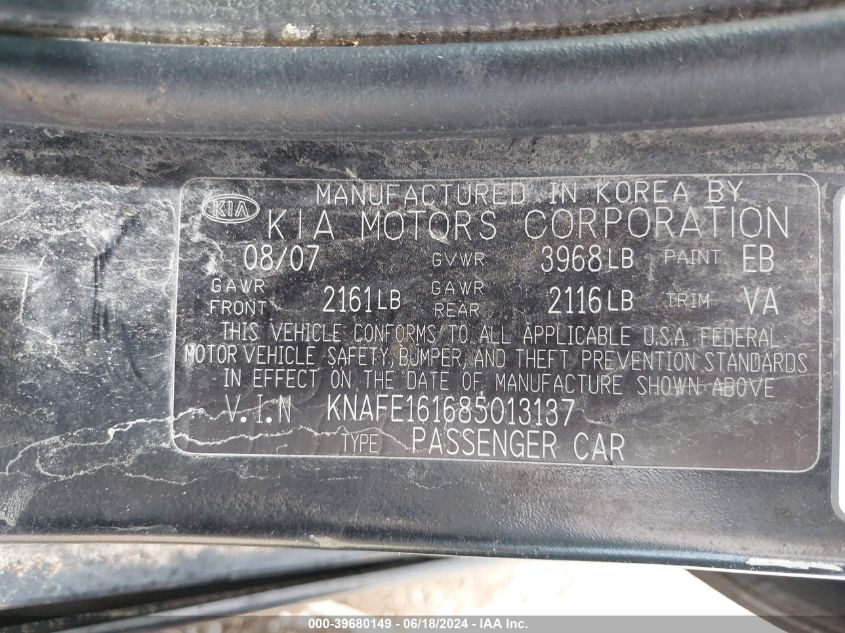 MANUFACTURED IN KOREA BY
KIA KIA MOTORS CORPORATION
08/07 GVWR 3968LB PAINT EB
GAWR FRONT 2161LB GAWR REAR 2116LB TRIM VA
THIS VEHICLE CONFORMS TO ALL APPLICABLE U.S.A. FEDERAL
MOTOR VEHICLE SAFETY, BUMPER, AND THEFT PREVENTION STANDARDS
IN EFFECT ON THE DATE OF MANUFACTURE SHOWN ABOVE
V.I.N KNAFE161685013137
TYPE PASSENGER CAR
000-39680149 - 06/18/2024 - IAA Inc.